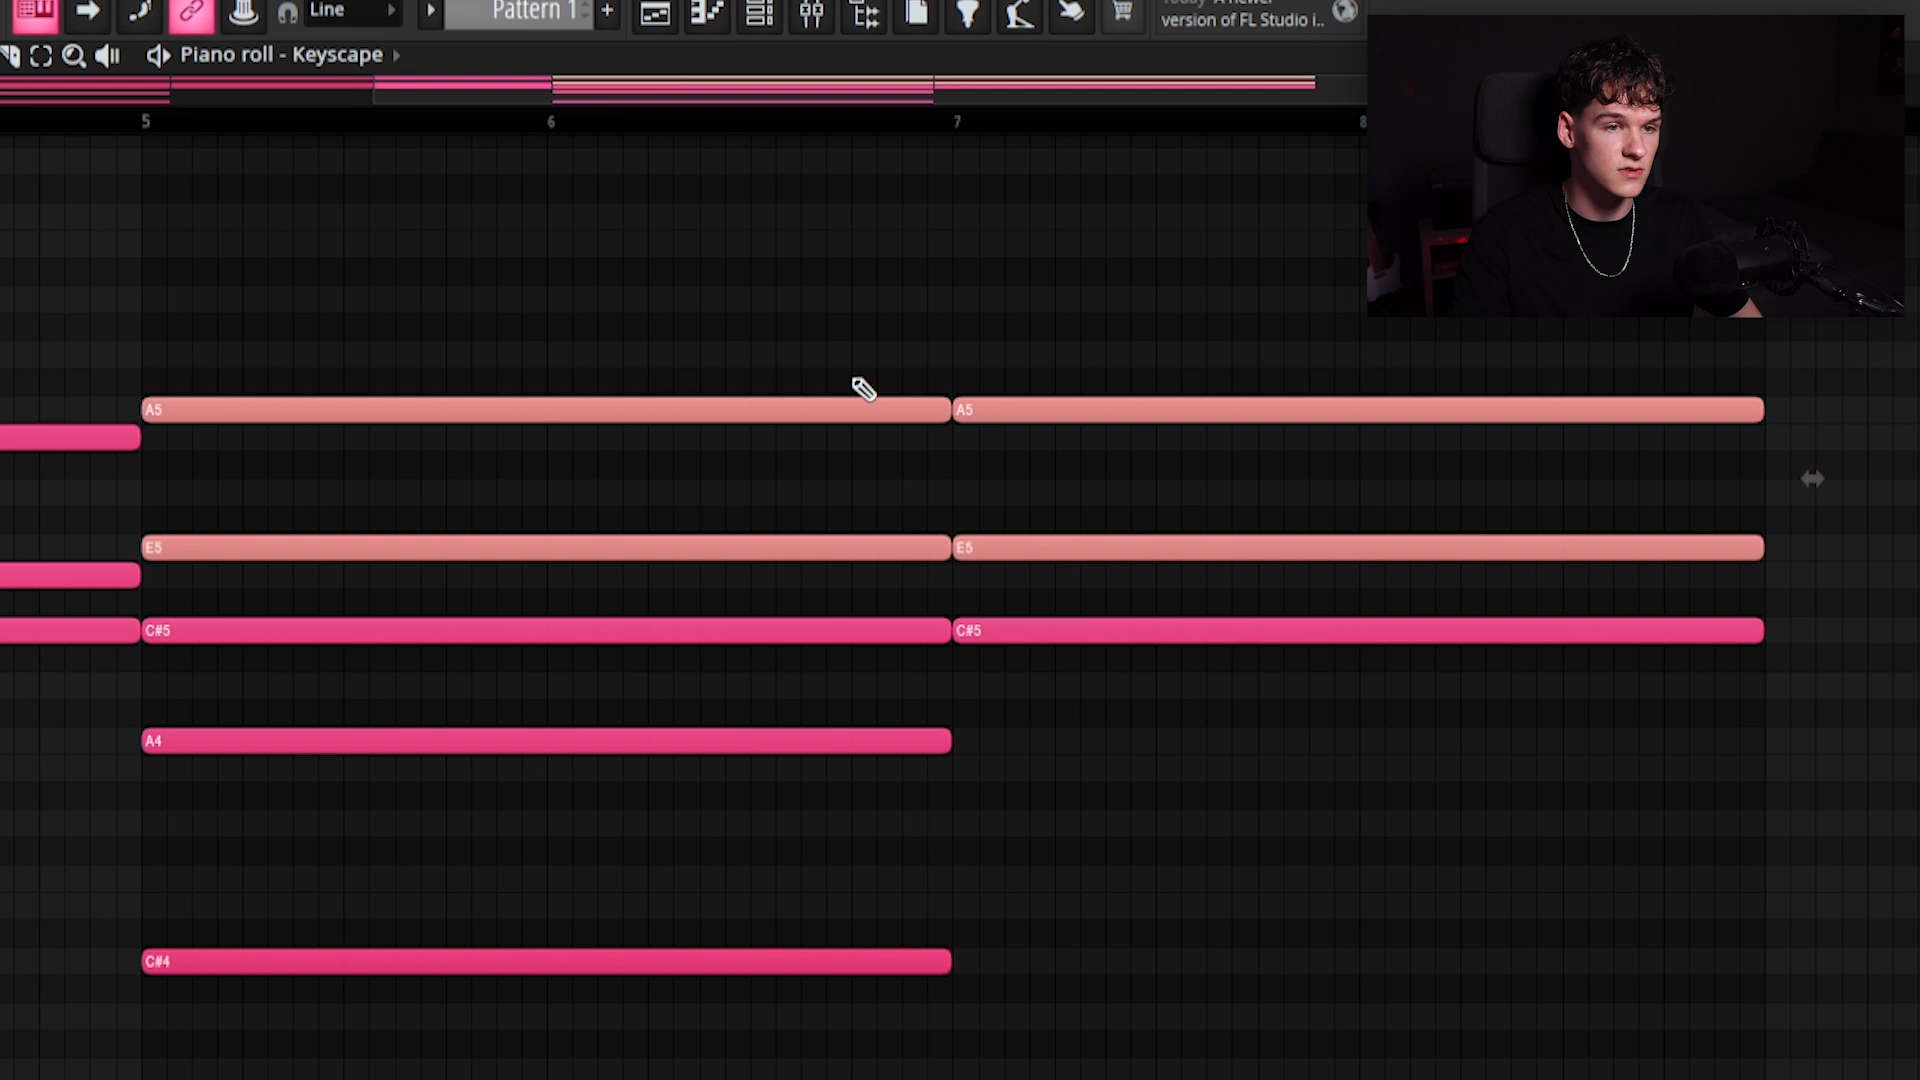 Line
Pattern 1
+
version of FL Studio i..
Piano roll - Keyscape
5
6
7
8
A5
A5
E5
E5
C#5
C#5
A4
C#4